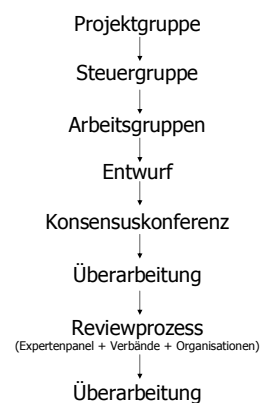 Projektgruppe
Steuergruppe
Arbeitsgruppen
Entwurf
Konsensuskonferenz
Überarbeitung
Reviewprozess
(Expertenpanel + Verbände + Organisationen)
Überarbeitung